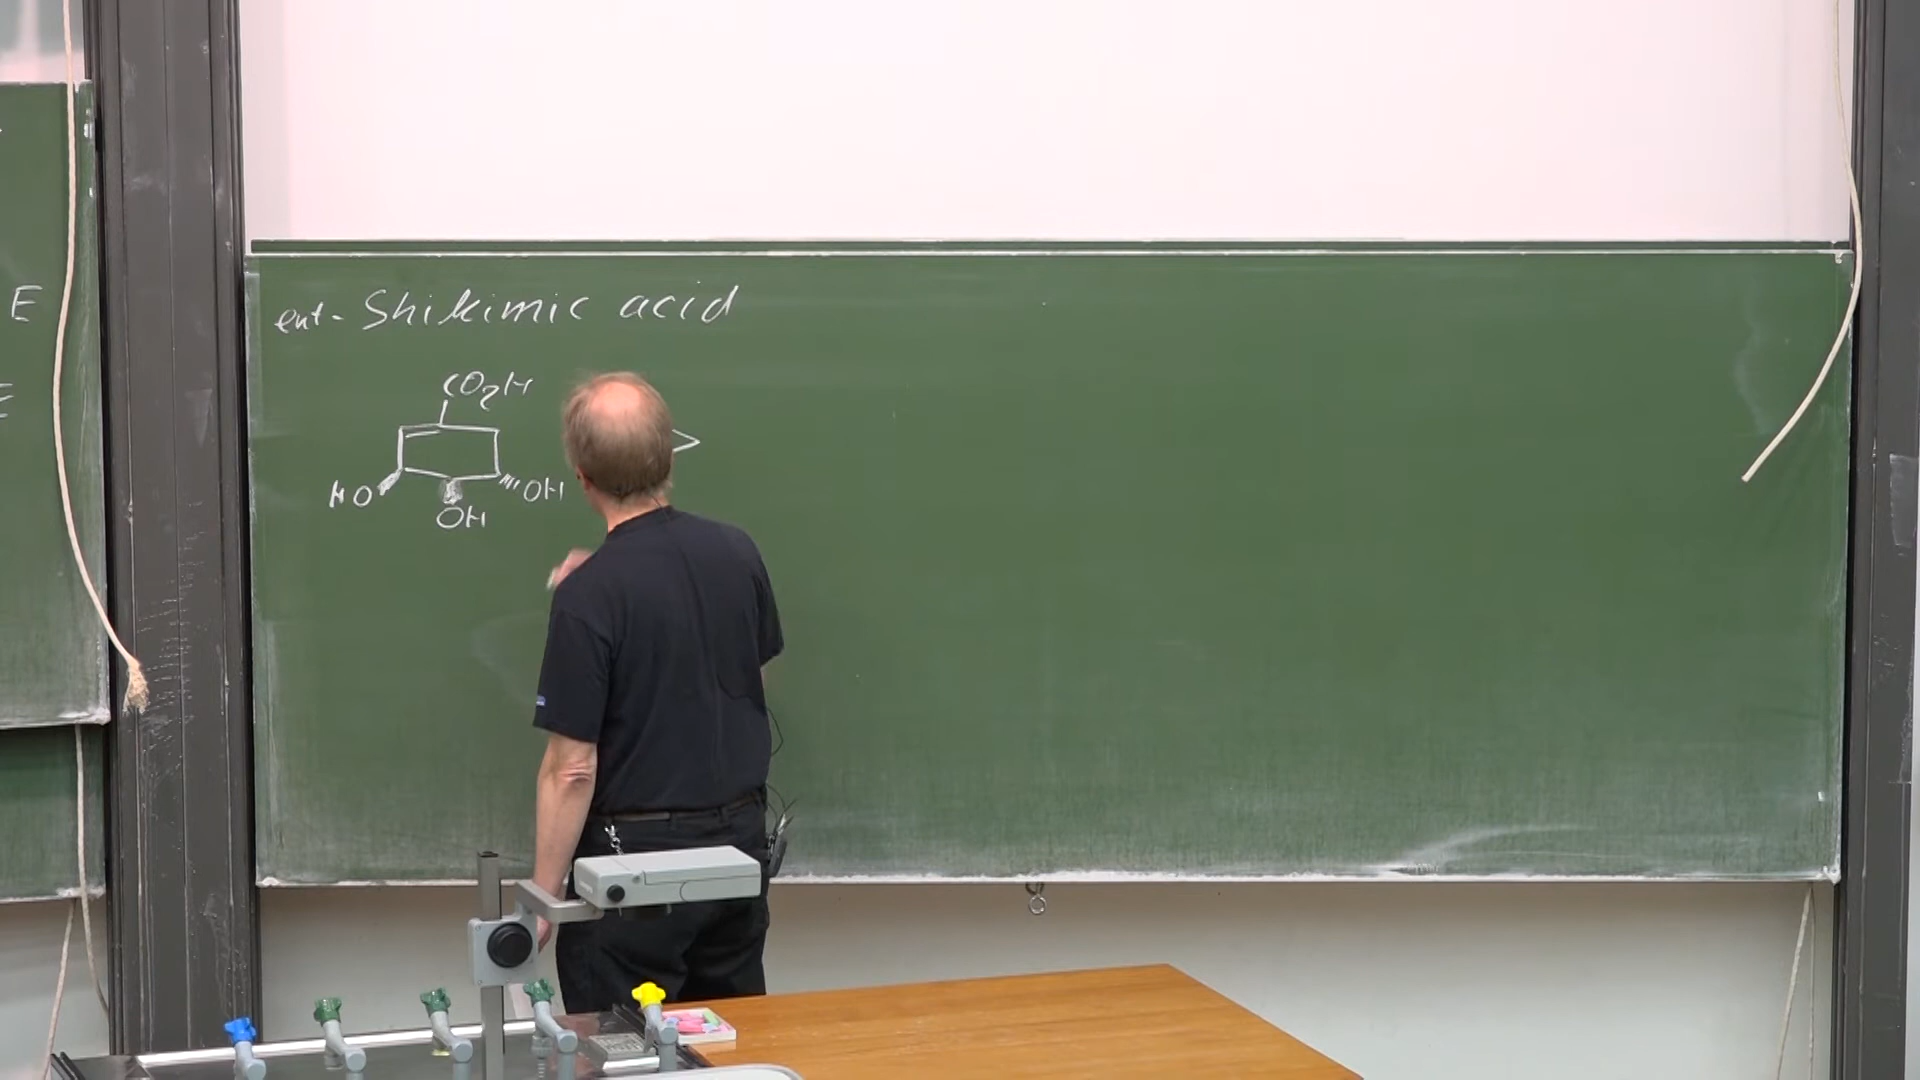 E
E
ent- Shikimic acid
CO2H
HO OH
OH